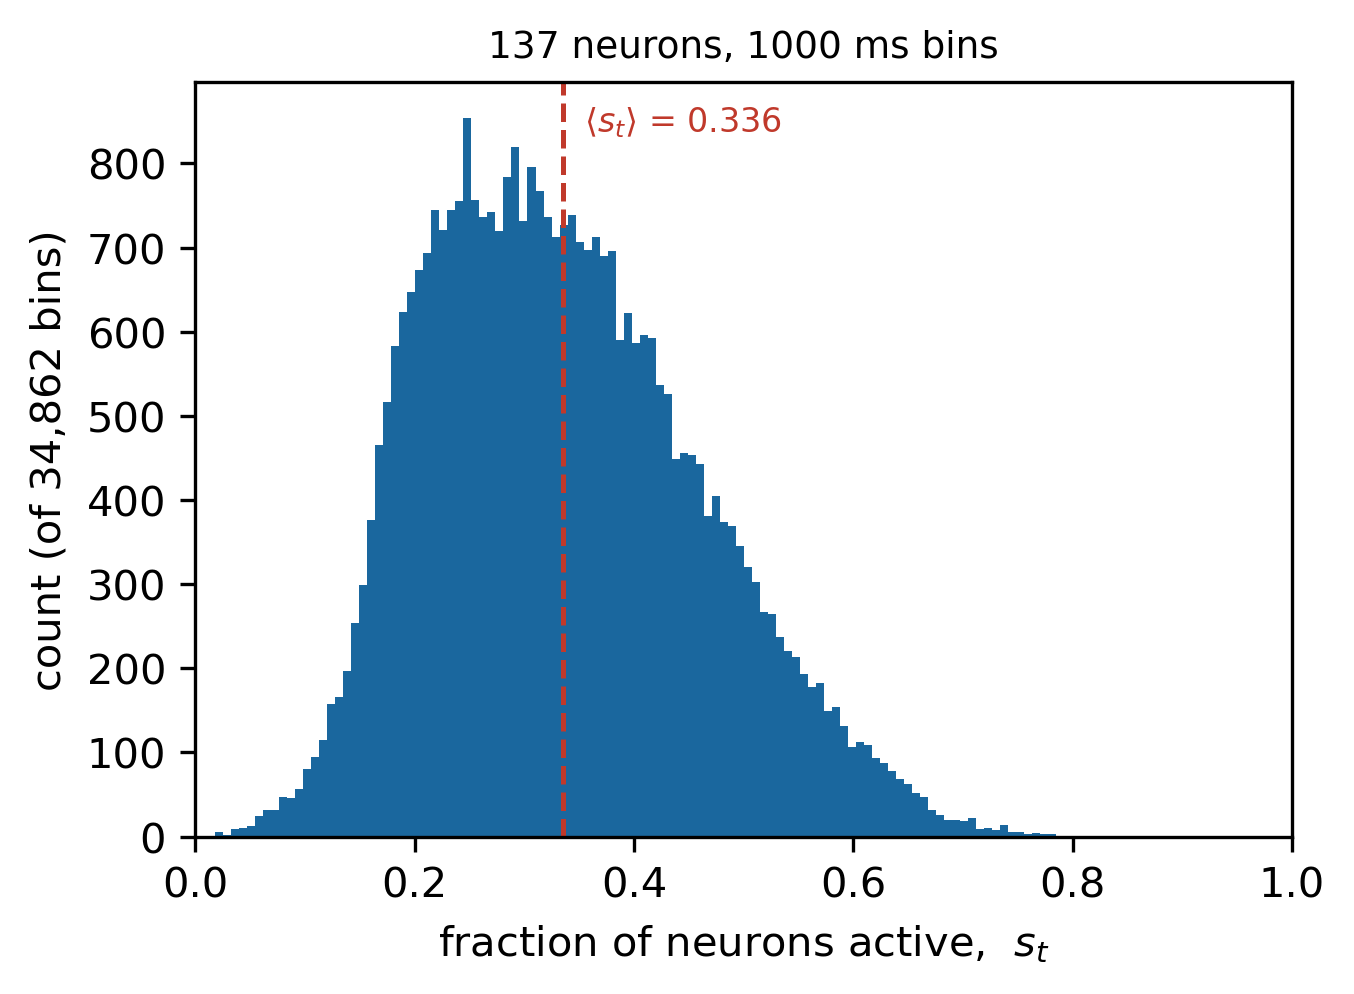 137 neurons, 1000 ms bins
⟨s_t⟩ = 0.336
count (of 34,862 bins)
800
700
600
500
400
300
200
100
0
0.0 0.2 0.4 0.6 0.8 1.0
fraction of neurons active, s_t